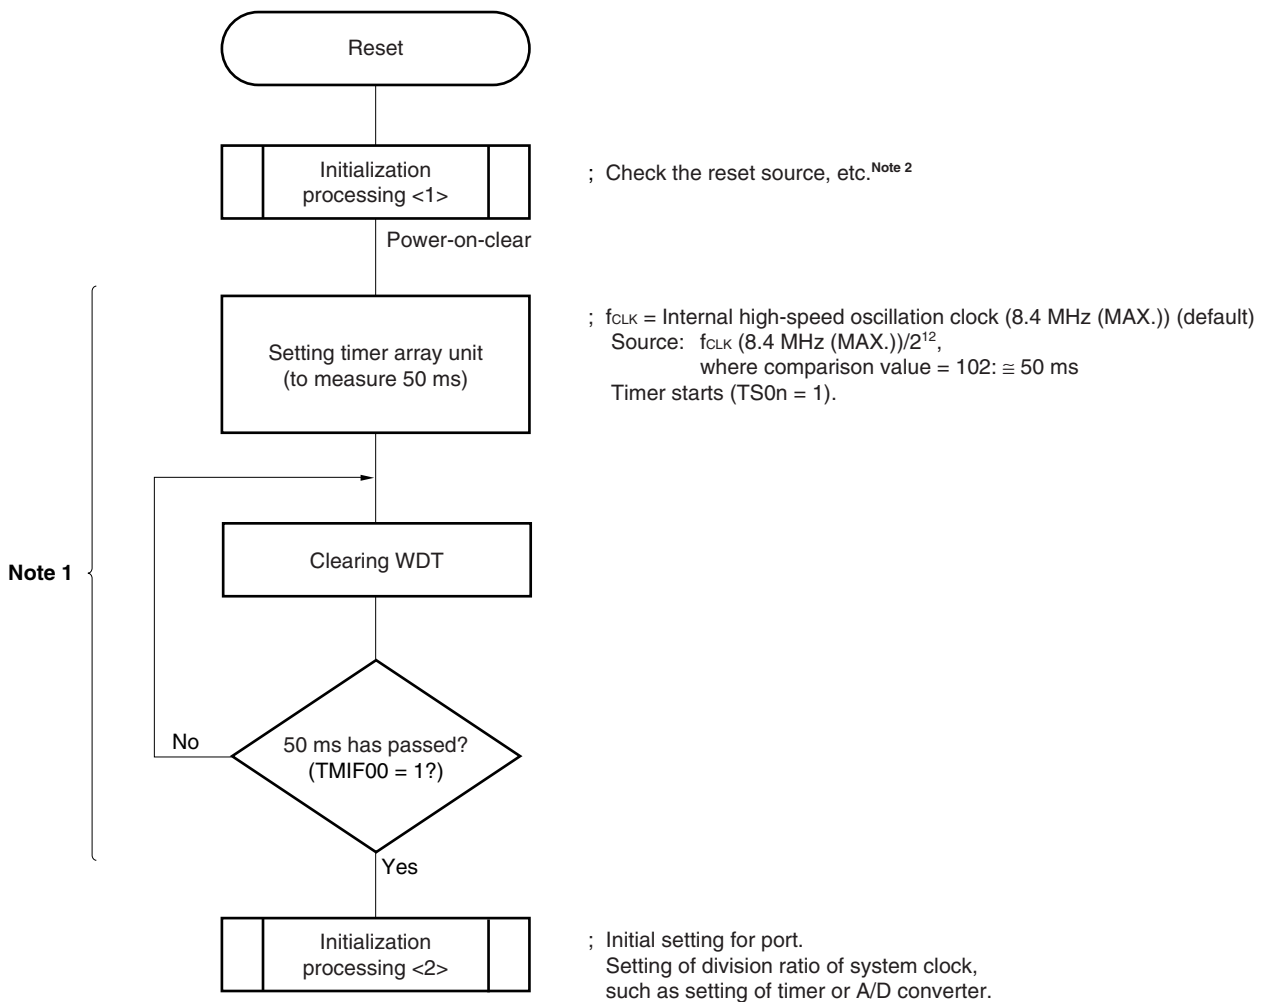 Reset
Initialization
processing <1>
; Check the reset source, etc.Note 2
Power-on-clear
Setting timer array unit
(to measure 50 ms)
; fCLK = Internal high-speed oscillation clock (8.4 MHz (MAX.)) (default)
Source: fCLK (8.4 MHz (MAX.))/2¹²,
where comparison value = 102: ≅ 50 ms
Timer starts (TS0n = 1).
Note 1
Clearing WDT
No
50 ms has passed?
(TMIF00 = 1?)
Yes
Initialization
processing <2>
; Initial setting for port.
Setting of division ratio of system clock,
such as setting of timer or A/D converter.